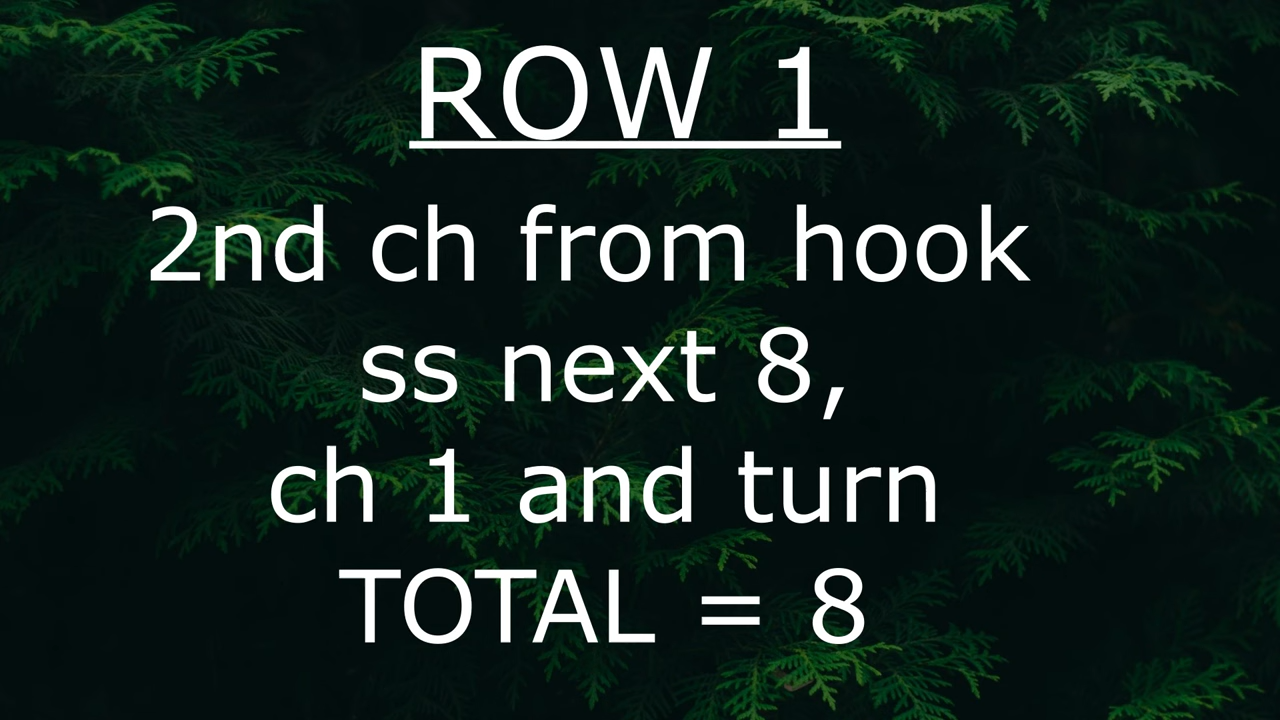 ROW 1
2nd ch from hook
ss next 8,
ch 1 and turn
TOTAL = 8